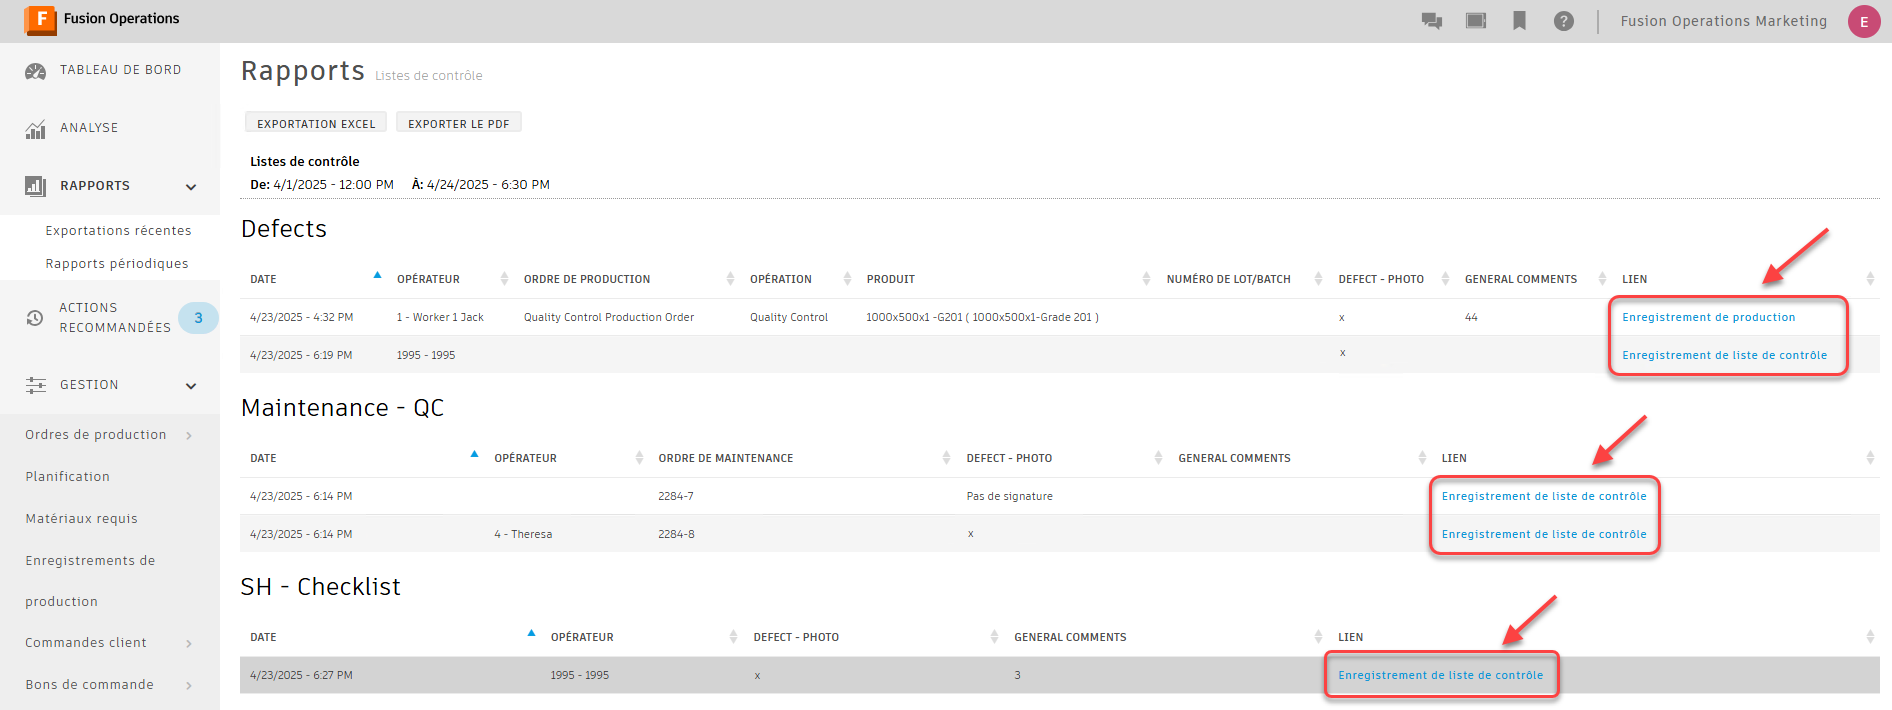 F Fusion Operations
? Fusion Operations Marketing E
TABLEAU DE BORD
ANALYSE
RAPPORTS
Exportations récentes
Rapports périodiques
ACTIONS
RECOMMANDÉES 3
GESTION
Ordres de production
Planification
Matériaux requis
Enregistrements de
production
Commandes client
Bons de commande
Rapports Listes de contrôle
EXPORTATION EXCEL EXPORTER LE PDF
Listes de contrôle
De: 4/1/2025 - 12:00 PM À: 4/24/2025 - 6:30 PM
Defects
DATE OPÉRATEUR ORDRE DE PRODUCTION OPÉRATION PRODUIT NUMÉRO DE LOT/BATCH DEFECT - PHOTO GENERAL COMMENTS LIEN
4/23/2025 - 4:32 PM 1 - Worker 1 Jack Quality Control Production Order Quality Control 1000x500x1 -G201 ( 1000x500x1-Grade 201 ) x 44 Enregistrement de production
4/23/2025 - 6:19 PM 1995 - 1995 x Enregistrement de liste de contrôle
Maintenance - QC
DATE OPÉRATEUR ORDRE DE MAINTENANCE DEFECT - PHOTO GENERAL COMMENTS LIEN
4/23/2025 - 6:14 PM 2284-7 Pas de signature Enregistrement de liste de contrôle
4/23/2025 - 6:14 PM 4 - Theresa 2284-8 x Enregistrement de liste de contrôle
SH - Checklist
DATE OPÉRATEUR DEFECT - PHOTO GENERAL COMMENTS LIEN
4/23/2025 - 6:27 PM 1995 - 1995 x 3 Enregistrement de liste de contrôle